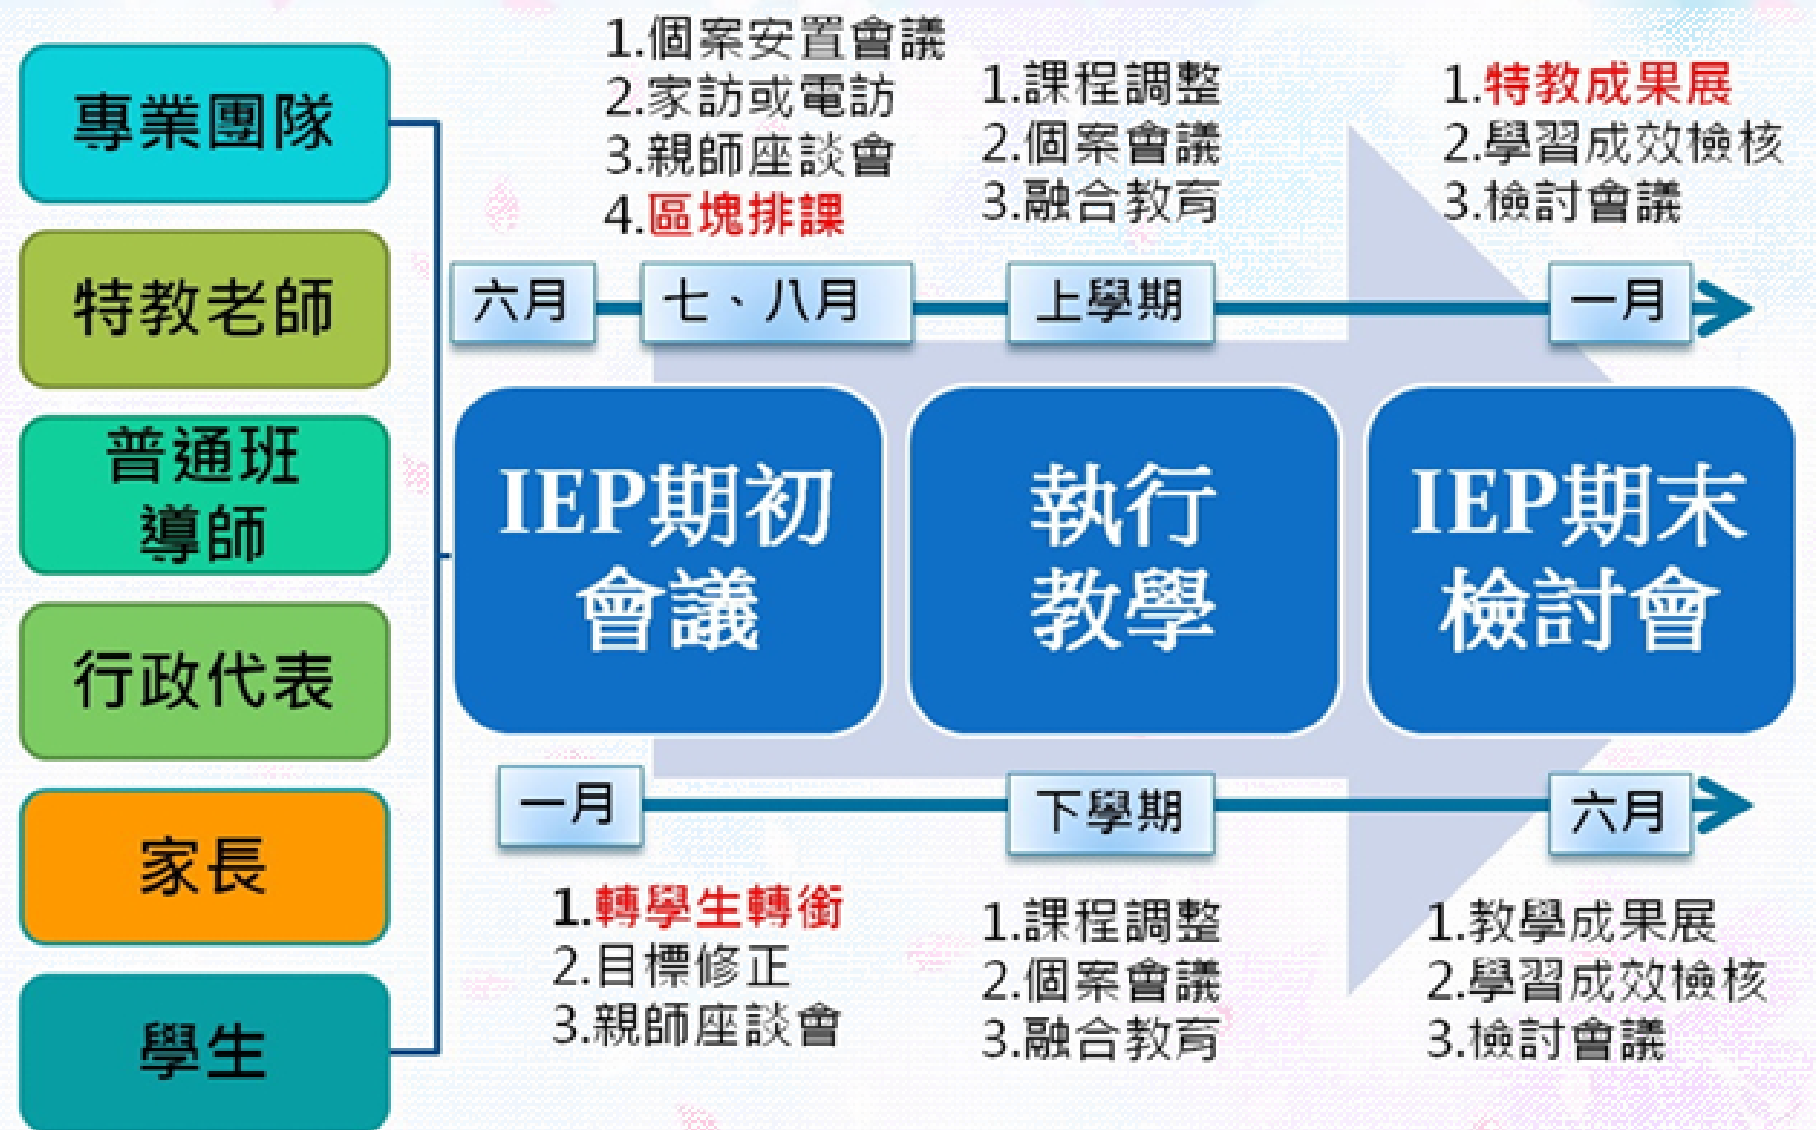 專業團隊
特教老師
普通班
導師
行政代表
家長
學生
1.個案安置會議
2.家訪或電訪
3.親師座談會
4.區塊排課
1.課程調整
2.個案會議
3.融合教育
1.特教成果展
2.學習成效檢核
3.檢討會議
六月
七、八月
上學期
一月
IEP期初
會議
執行
教學
IEP期末
檢討會
一月
下學期
六月
1.轉學生轉銜
2.目標修正
3.親師座談會
1.課程調整
2.個案會議
3.融合教育
1.教學成果展
2.學習成效檢核
3.檢討會議